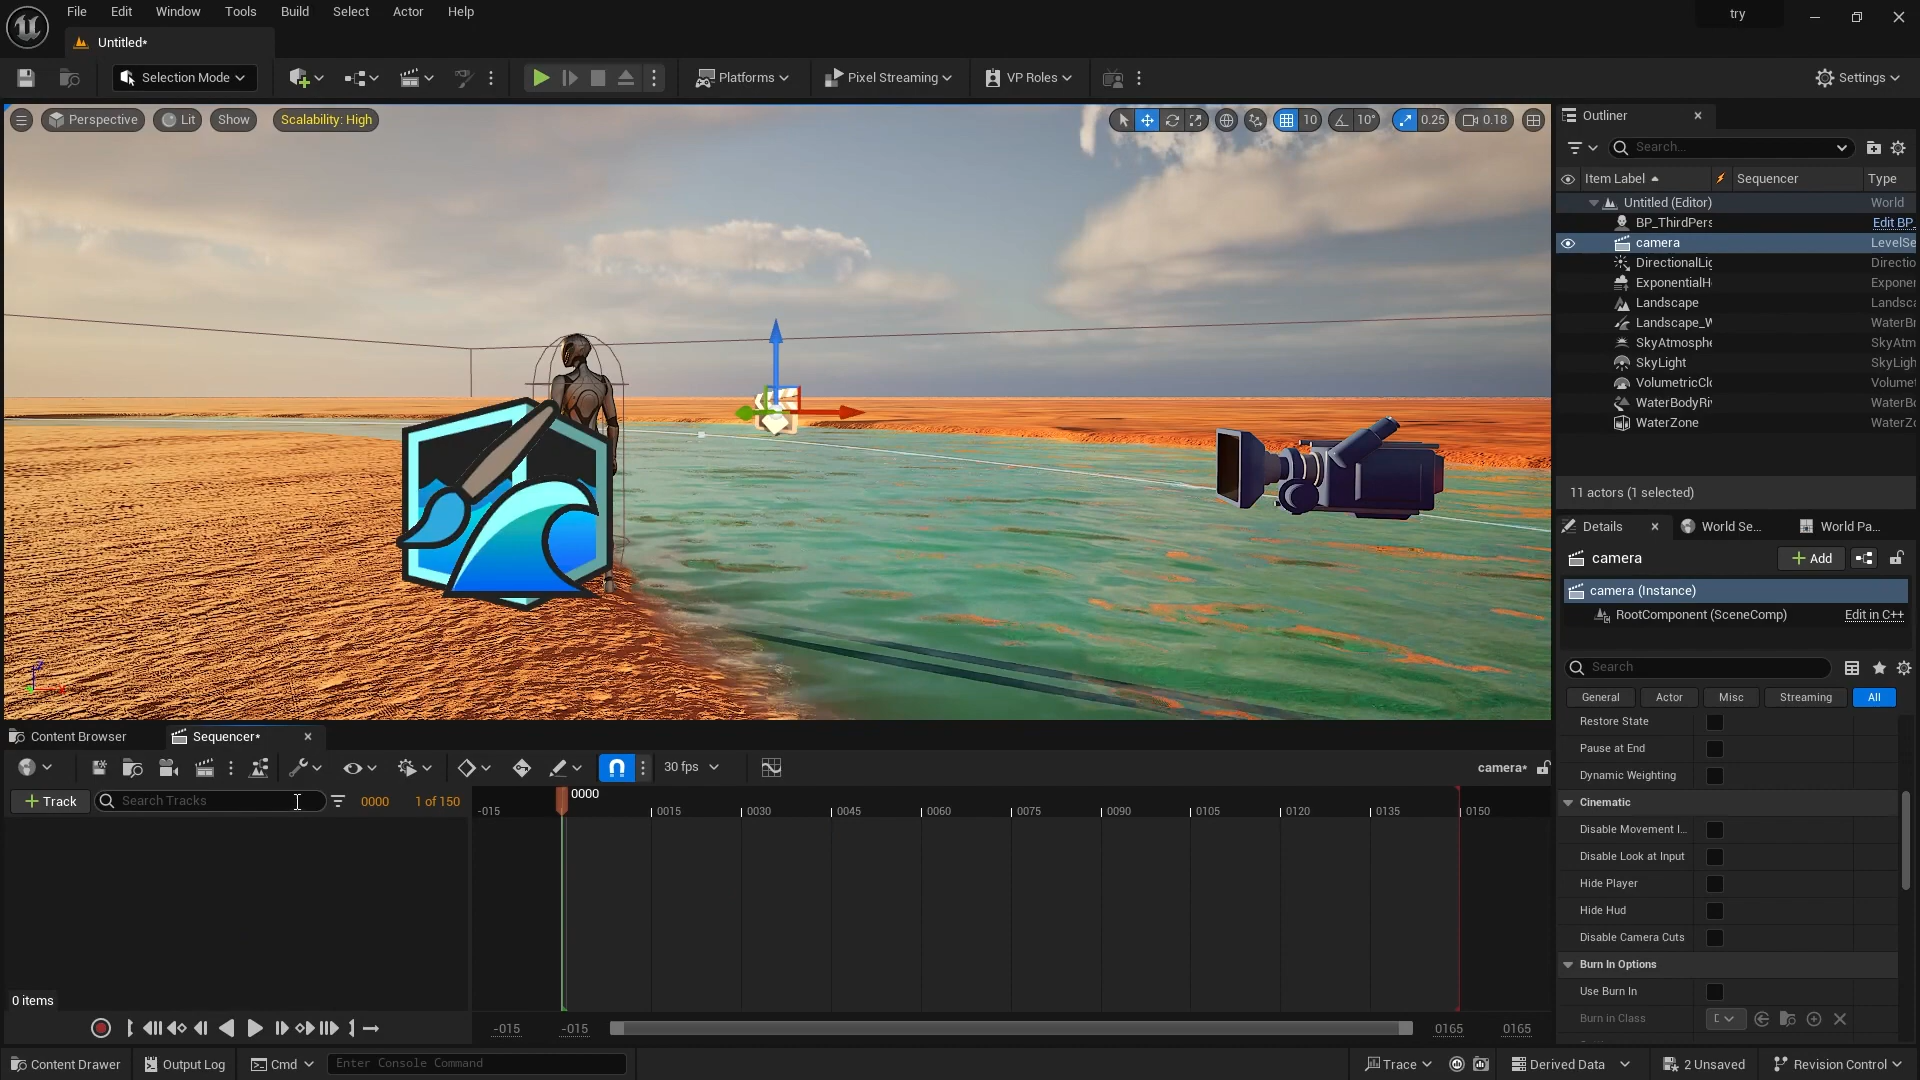 File Edit Window Tools Build Select Actor Help
try
Untitled*
Selection Mode
Platforms
Pixel Streaming
VP Roles
Settings
Perspective
Lit
Show
Scalability: High
10
10°
0.25
0.18
Outliner
Search...
Item Label
Sequencer
Type
Untitled (Editor)
World
BP_ThirdPers
Edit BP_
camera
LevelSe
DirectionalLig
Directio
ExponentialH
Exponen
Landscape
Landsca
Landscape_W
WaterBr
SkyAtmosphe
SkyAtm
SkyLight
SkyLigh
VolumetricClo
Volumet
WaterBodyRiv
WaterBo
WaterZone
WaterZo
11 actors (1 selected)
Details
World Se...
World Pa...
camera
Add
camera (Instance)
RootComponent (SceneComp)
Edit in C++
Search
General
Actor
Misc
Streaming
All
Restore State
Pause at End
Dynamic Weighting
Cinematic
Disable Movement I...
Disable Look at Input
Hide Player
Hide Hud
Disable Camera Cuts
Burn In Options
Use Burn In
Burn in Class
Content Browser
Sequencer*
30 fps
camera*
Track
Search Tracks
0000
1 of 150
0000
-015
0015
0030
0045
0060
0075
0090
0105
0120
0135
0150
0 items
-015
-015
0165
0165
Content Drawer
Output Log
Cmd
Enter Console Command
Trace
Derived Data
2 Unsaved
Revision Control